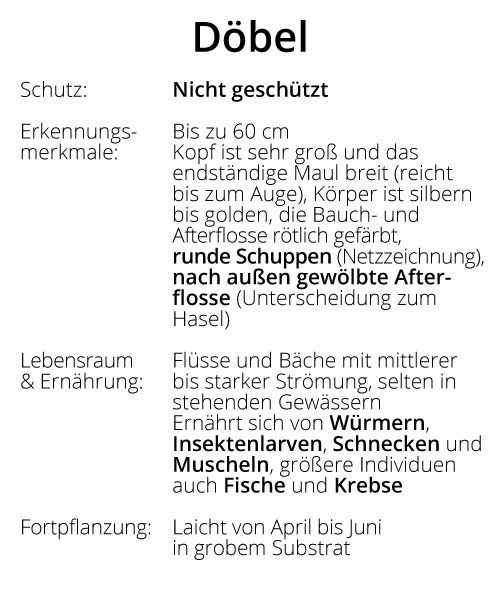 Döbel
Schutz: Nicht geschützt
Erkennungs- Bis zu 60 cm
merkmale: Kopf ist sehr groß und das
endständige Maul breit (reicht
bis zum Auge), Körper ist silbern
bis golden, die Bauch- und
Afterflosse rötlich gefärbt,
runde Schuppen (Netzzeichnung),
nach außen gewölbte After-
flosse (Unterscheidung zum
Hasel)
Lebensraum Flüsse und Bäche mit mittlerer
& Ernährung: bis starker Strömung, selten in
stehenden Gewässern
Ernährt sich von Würmern,
Insektenlarven, Schnecken und
Muscheln, größere Individuen
auch Fische und Krebse
Fortpflanzung: Laicht von April bis Juni
in grobem Substrat